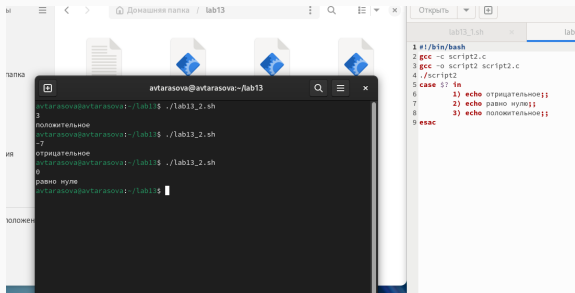 Домашняя папка / lab13
Открыть
lab13_1.sh
lab
папка
ия
положен
avtarasova@avtarasova:~/lab13
avtarasova@avtarasova:~/lab13$ ./lab13_2.sh
3
положительное
avtarasova@avtarasova:~/lab13$ ./lab13_2.sh
-7
отрицательное
avtarasova@avtarasova:~/lab13$ ./lab13_2.sh
0
равно нулю
avtarasova@avtarasova:~/lab13$
1 #!/bin/bash
2 gcc -c script2.c
3 gcc -o script2 script2.c
4 ./script2
5 case $? in
6 1) echo отрицательное;;
7 2) echo равно нулю;;
8 3) echo положительное;;
9 esac